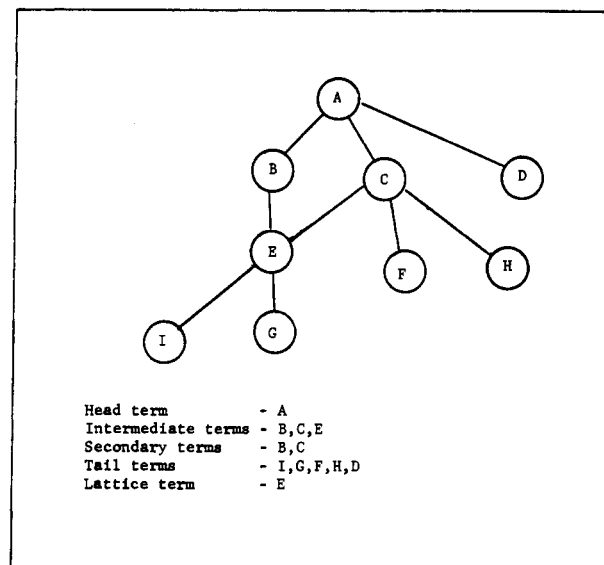 A
B
C
D
E
F
H
I
G
Head term - A
Intermediate terms - B,C,E
Secondary terms - B,C
Tail terms - I,G,F,H,D
Lattice term - E